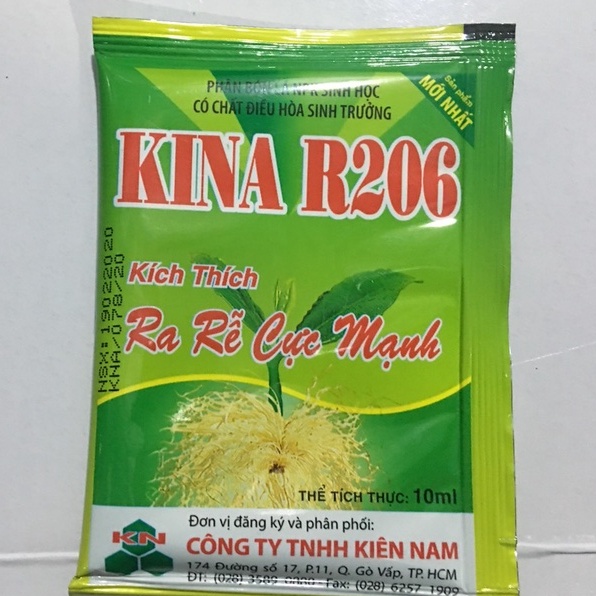 PHÂN BÓN LÁ NPK SINH HỌC
CÓ CHẤT ĐIỀU HÒA SINH TRƯỞNG
Sản phẩm
MỚI NHẤT
KINA R206
Kích Thích
Ra Rễ Cực Mạnh
NSX:19022020
KNA/078/20
THỂ TÍCH THỰC: 10ml
Đơn vị đăng ký và phân phối:
KN
CÔNG TY TNHH KIÊN NAM
174 Đường số 17, P.11, Q. Gò Vấp, TP. HCM
ĐT: (028) 3589 Fax: (028) 6257 1909